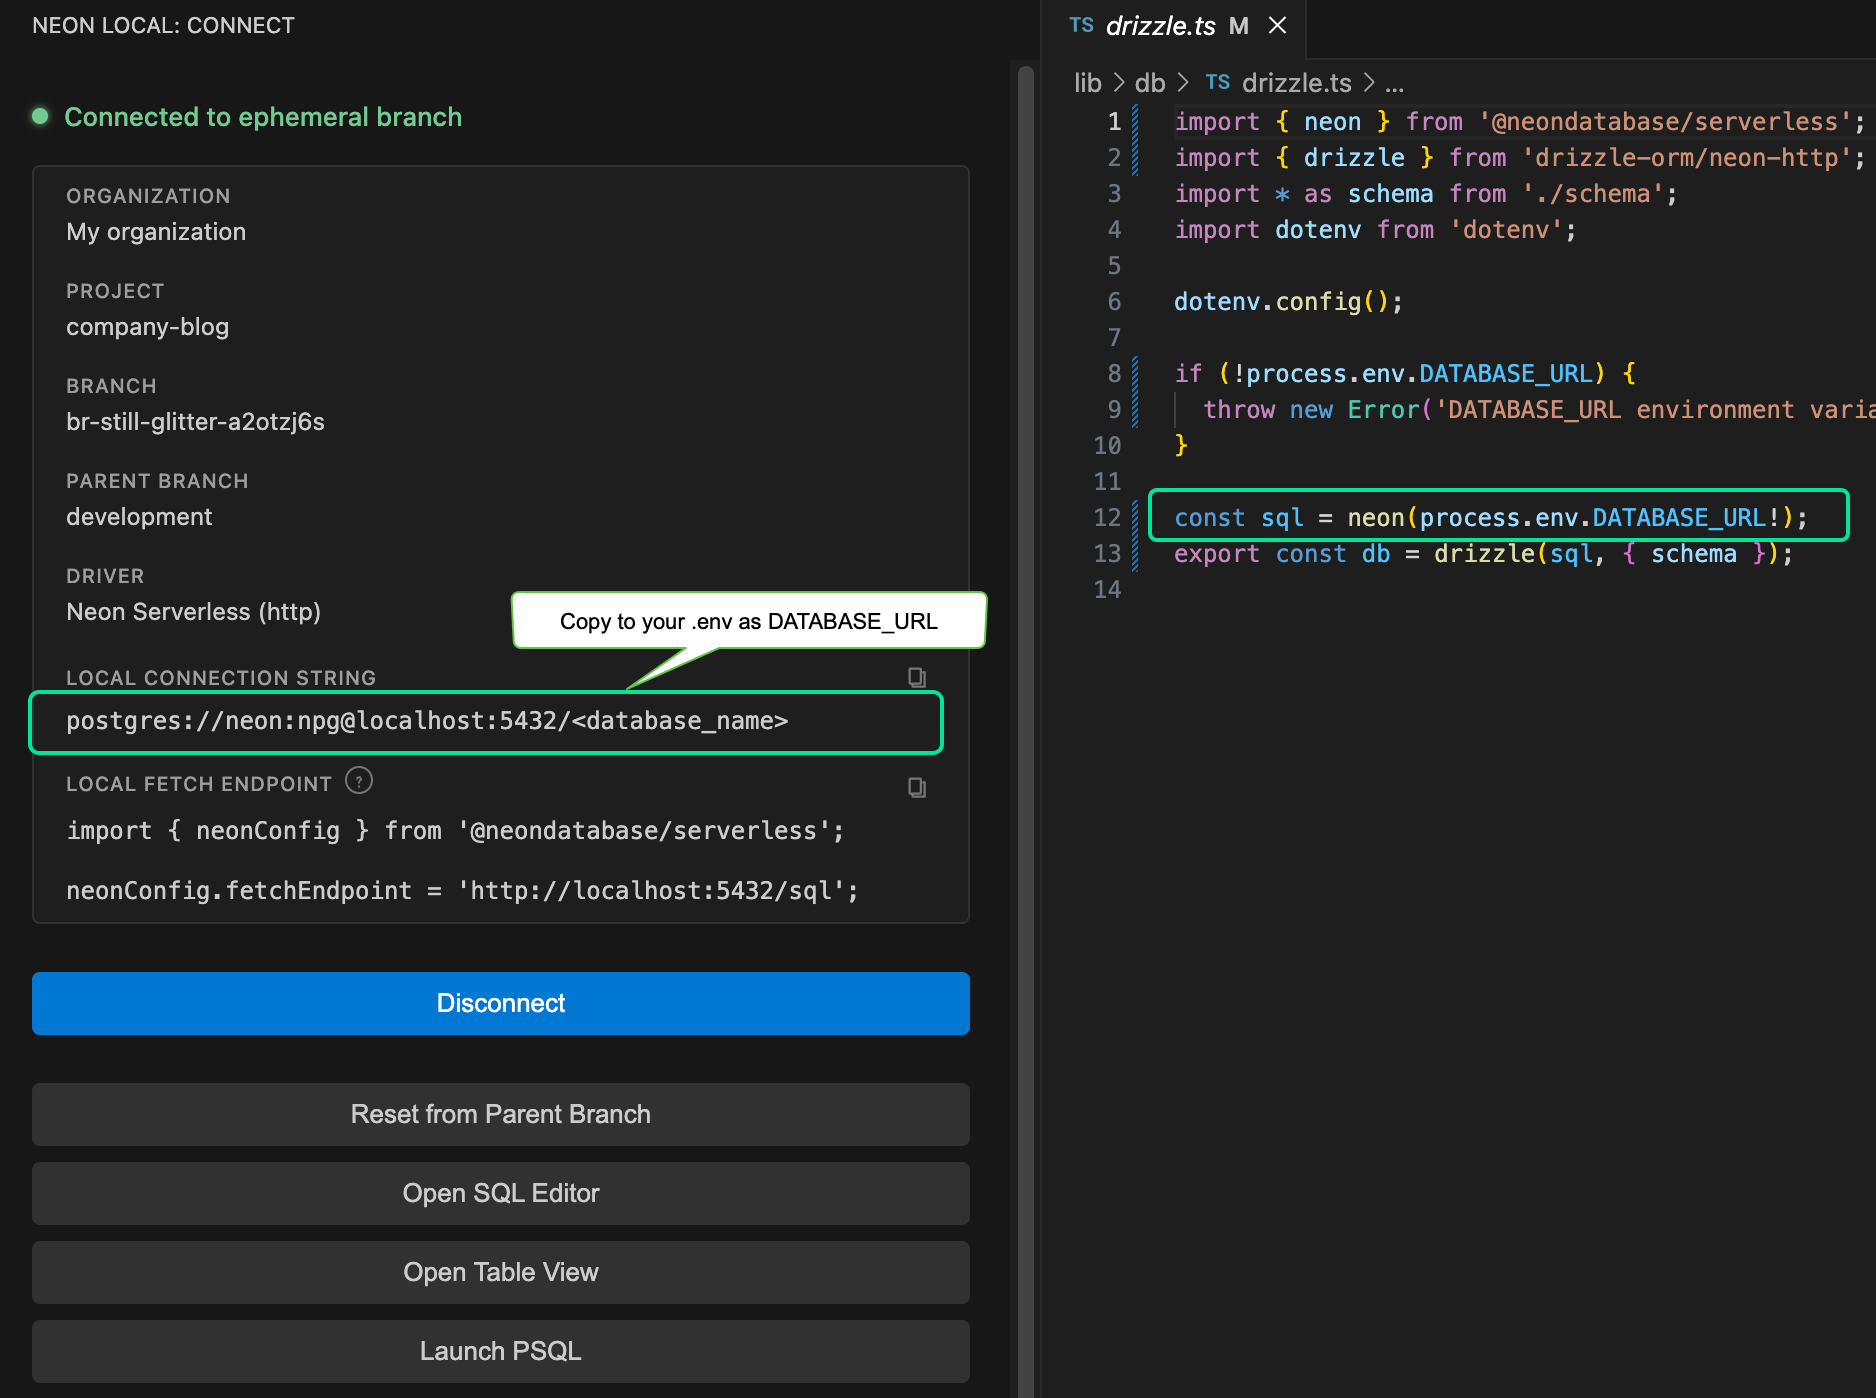 NEON LOCAL: CONNECT
Connected to ephemeral branch
ORGANIZATION
My organization
PROJECT
company-blog
BRANCH
br-still-glitter-a2otzj6s
PARENT BRANCH
development
DRIVER
Neon Serverless (http)
Copy to your .env as DATABASE_URL
LOCAL CONNECTION STRING
postgres://neon:npg@localhost:5432/<database_name>
LOCAL FETCH ENDPOINT ?
import { neonConfig } from '@neondatabase/serverless';
neonConfig.fetchEndpoint = 'http://localhost:5432/sql';
Disconnect
Reset from Parent Branch
Open SQL Editor
Open Table View
Launch PSQL
TS drizzle.ts M
lib > db > TS drizzle.ts > ...
1 import { neon } from '@neondatabase/serverless';
2 import { drizzle } from 'drizzle-orm/neon-http';
3 import * as schema from './schema';
4 import dotenv from 'dotenv';
5
6 dotenv.config();
7
8 if (!process.env.DATABASE_URL) {
9 throw new Error('DATABASE_URL environment varia
10 }
11
12 const sql = neon(process.env.DATABASE_URL!);
13 export const db = drizzle(sql, { schema });
14